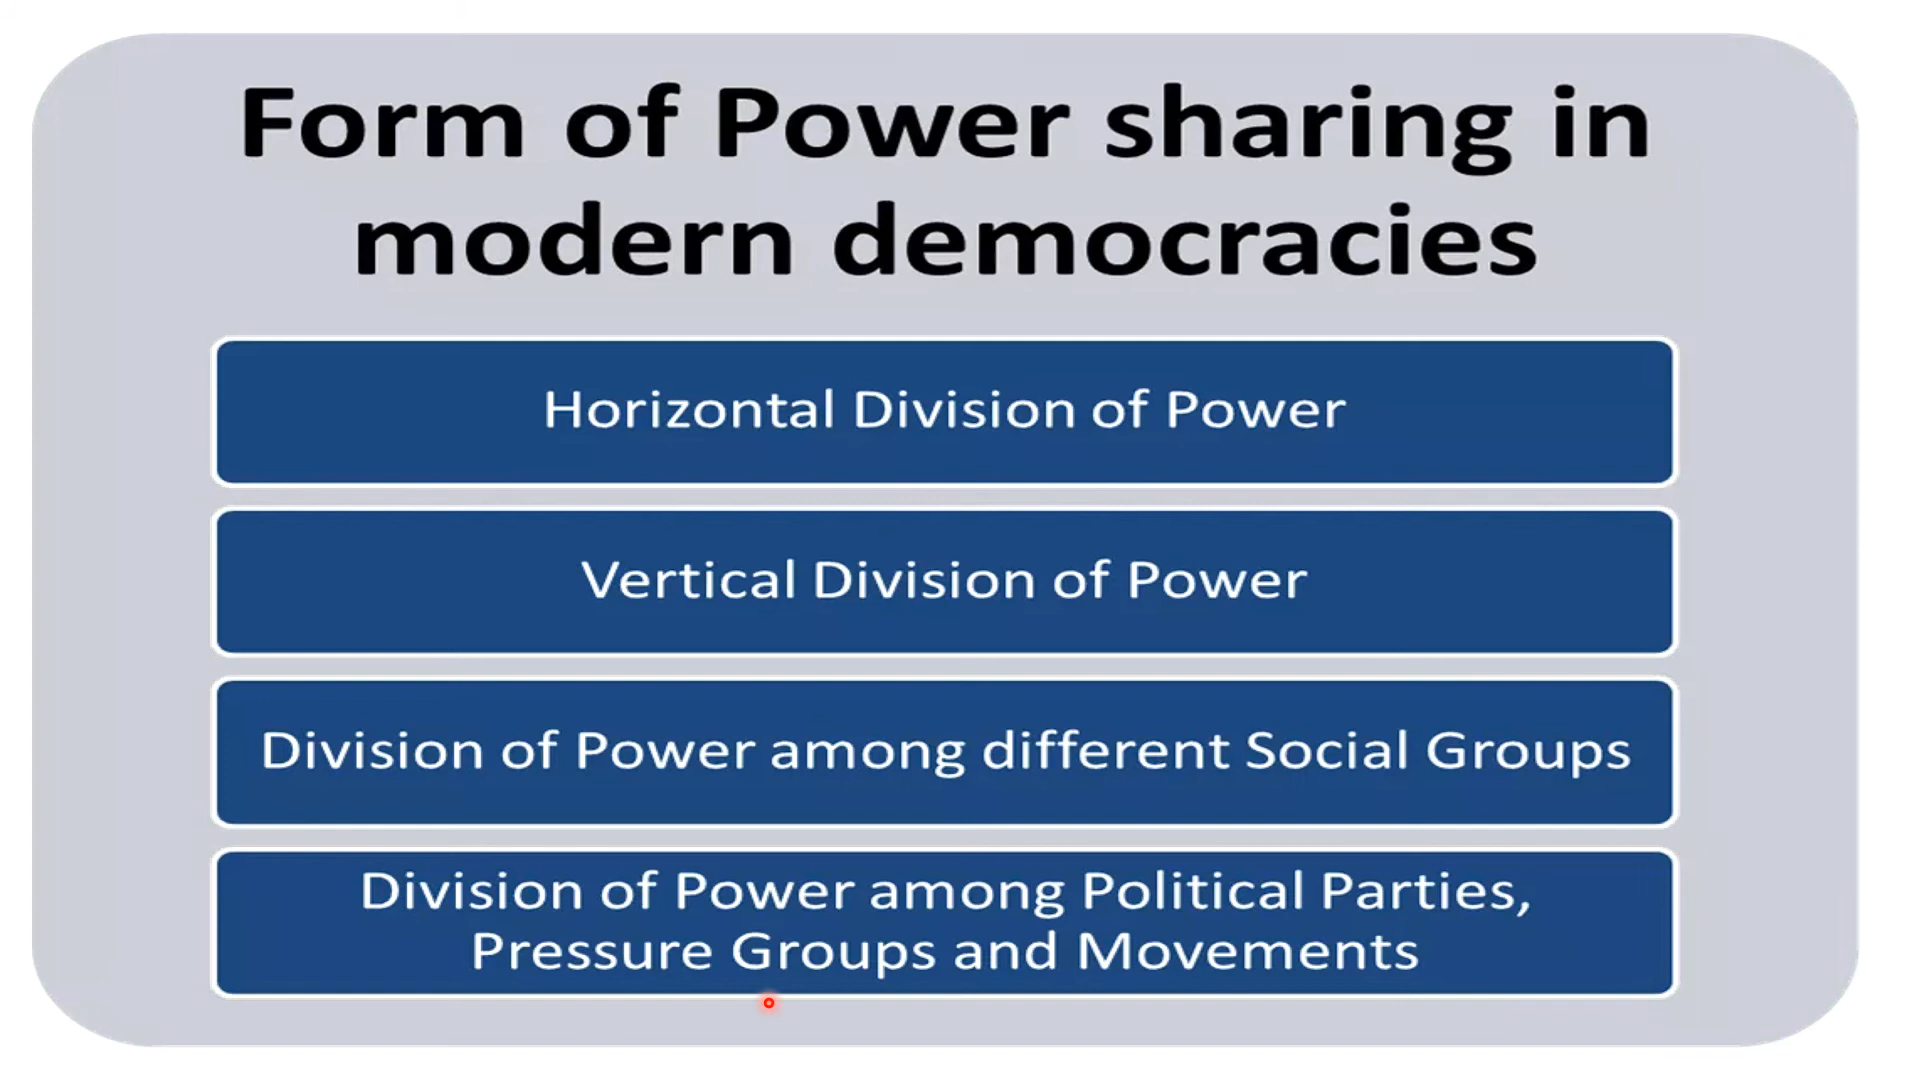 Form of Power sharing in
modern democracies
Horizontal Division of Power
Vertical Division of Power
Division of Power among different Social Groups
Division of Power among Political Parties,
Pressure Groups and Movements